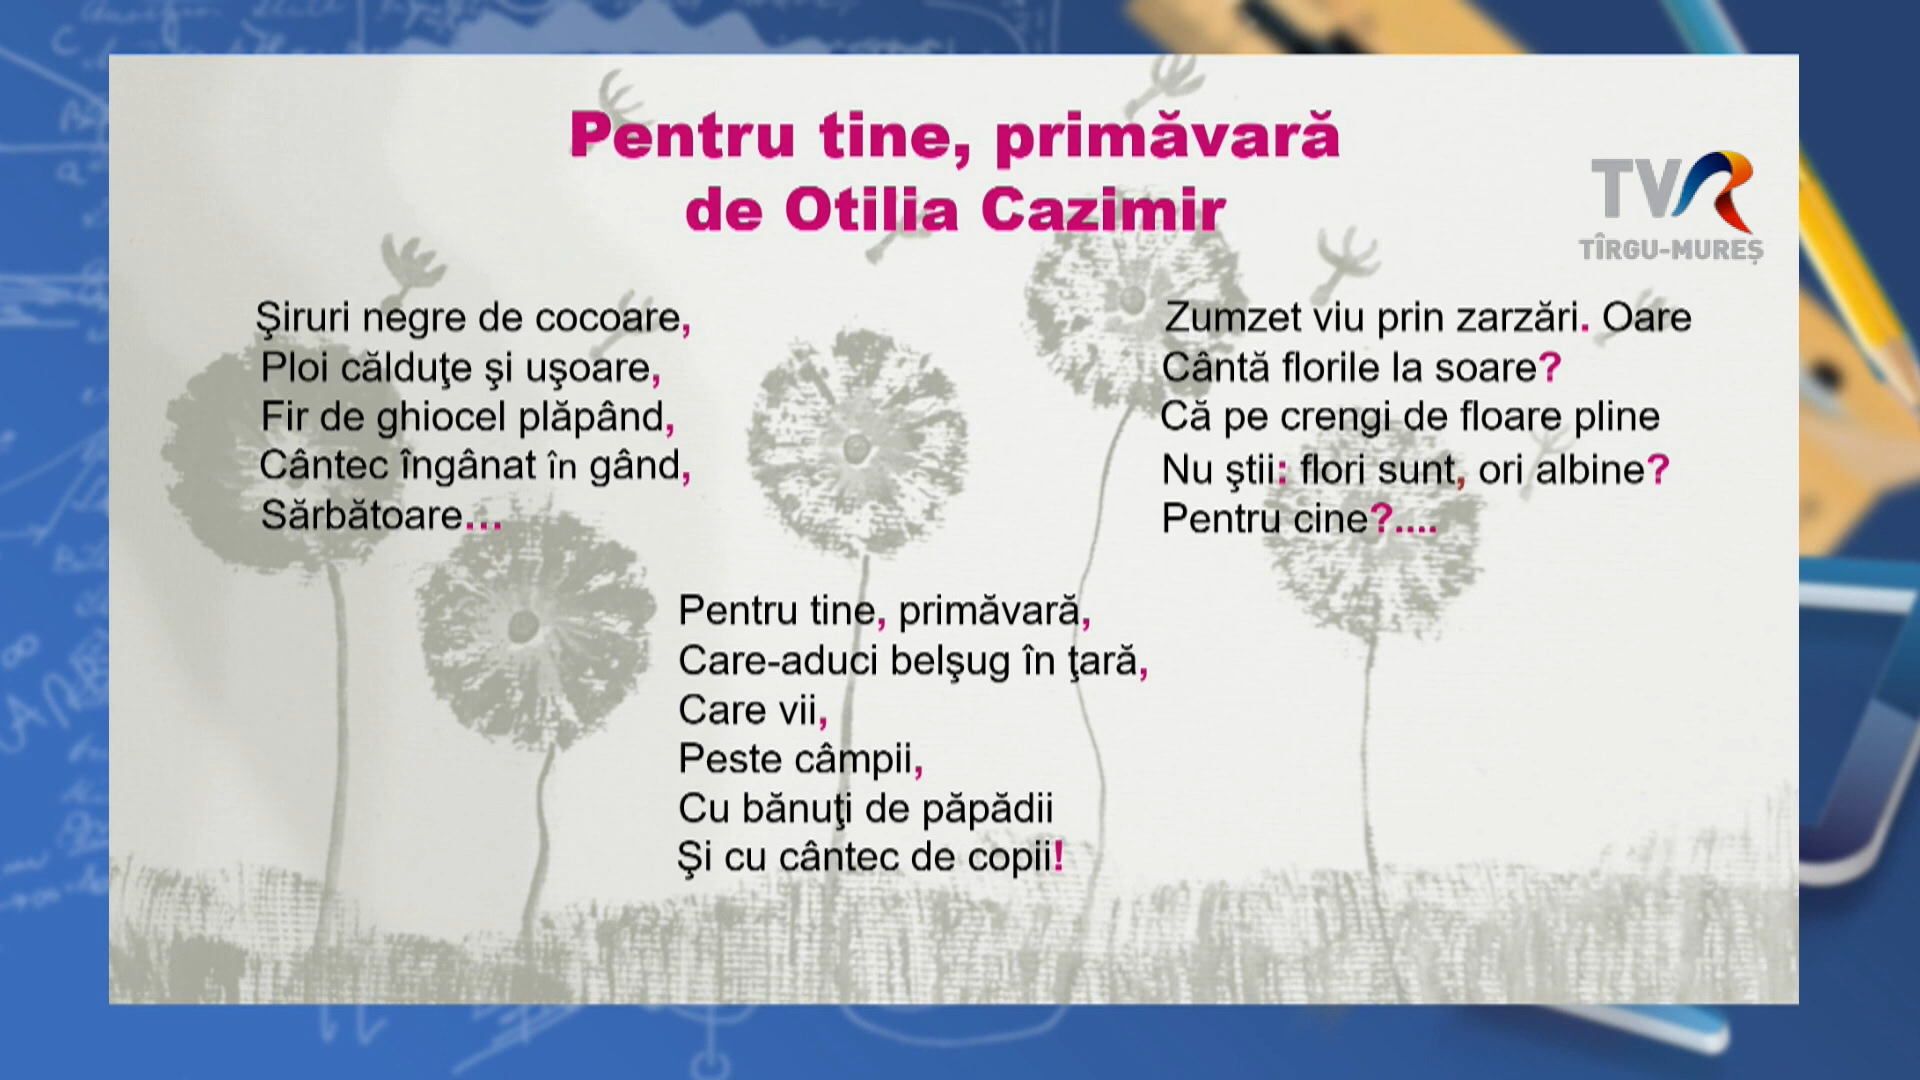 Pentru tine, primăvară
de Otilia Cazimir
TVR
TÎRGU-MUREȘ
Şiruri negre de cocoare,
Ploi călduţe şi uşoare,
Fir de ghiocel plăpând,
Cântec îngânat în gând,
Sărbătoare...
Zumzet viu prin zarzări. Oare
Cântă florile la soare?
Că pe crengi de floare pline
Nu ştii: flori sunt, ori albine?
Pentru cine?....
Pentru tine, primăvară,
Care-aduci belşug în ţară,
Care vii,
Peste câmpii,
Cu bănuţi de păpădii
Şi cu cântec de copii!